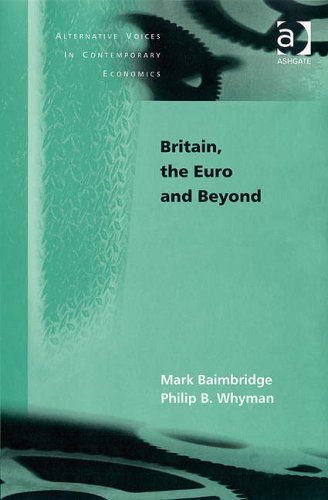 ALTERNATIVE VOICES
IN CONTEMPORARY
ECONOMICS
a
ASHGATE
Britain,
the Euro
and Beyond
Mark Baimbridge
Philip B. Whyman